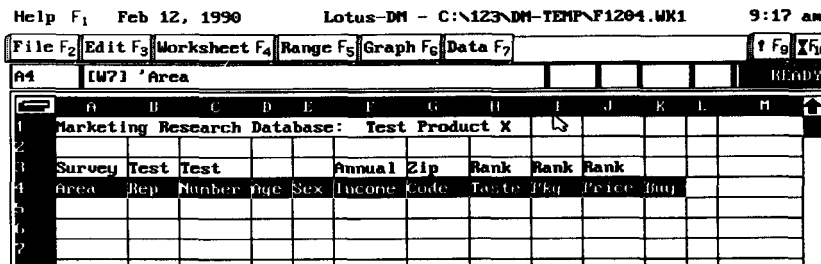 Help F1 Feb 12, 1990 Lotus-DM - C:\123\DM-TEMP\F1204.WK1 9:17 am
File F2 Edit F3 Worksheet F4 Range F5 Graph F6 Data F7 F9
A4 [W7] 'Area READY
A B C D E F G H I J K L M
1 Marketing Research Database: Test Product X
2
3 Survey Test Test Annual Zip Rank Rank Rank
4 Area Rep Number Age Sex Income Code Taste Pkg Price Buy
5
6
7